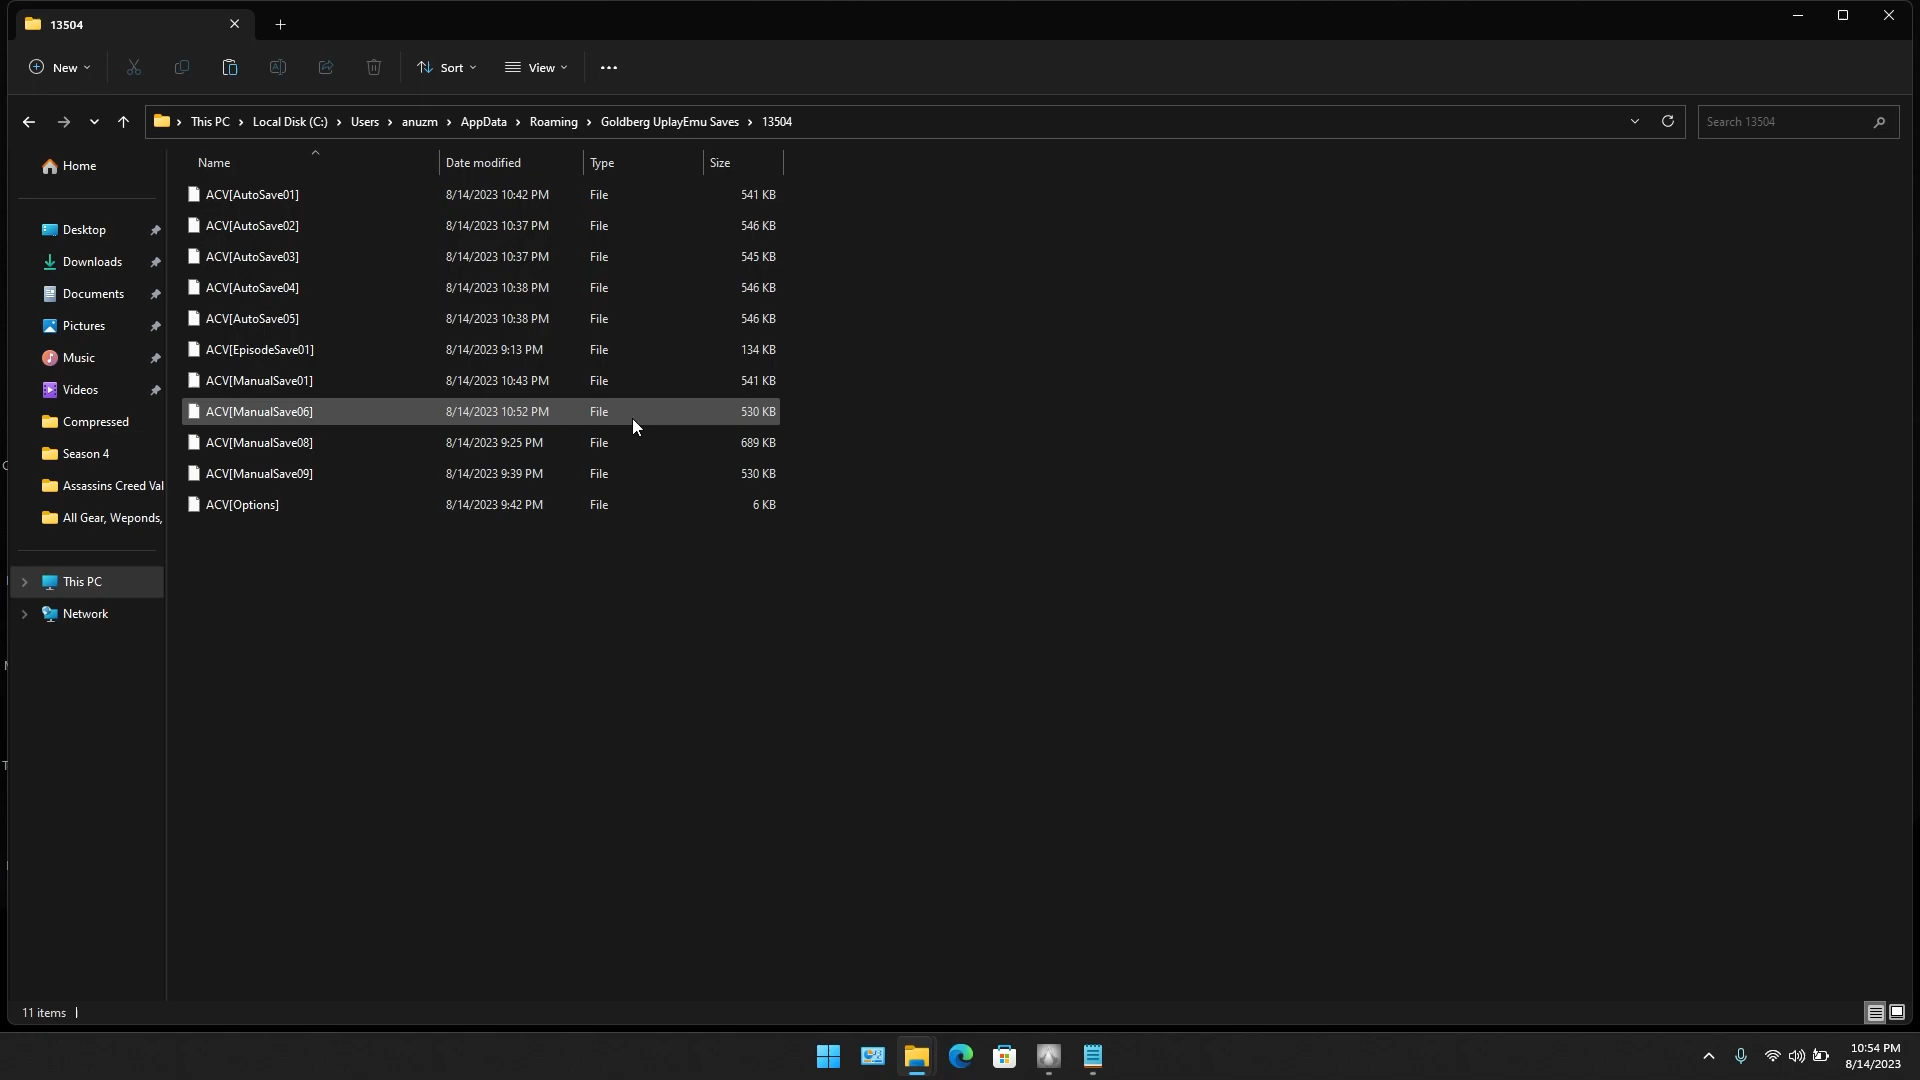 13504
New
Sort
View
This PC > Local Disk (C:) > Users > anuzm > AppData > Roaming > Goldberg UplayEmu Saves > 13504
Search 13504
Home
Desktop
Downloads
Documents
Pictures
Music
Videos
Compressed
Season 4
Assassins Creed Val
All Gear, Weponds,
This PC
Network
Name Date modified Type Size
ACV[AutoSave01] 8/14/2023 10:42 PM File 541 KB
ACV[AutoSave02] 8/14/2023 10:37 PM File 546 KB
ACV[AutoSave03] 8/14/2023 10:37 PM File 545 KB
ACV[AutoSave04] 8/14/2023 10:38 PM File 546 KB
ACV[AutoSave05] 8/14/2023 10:38 PM File 546 KB
ACV[EpisodeSave01] 8/14/2023 9:13 PM File 134 KB
ACV[ManualSave01] 8/14/2023 10:43 PM File 541 KB
ACV[ManualSave06] 8/14/2023 10:52 PM File 530 KB
ACV[ManualSave08] 8/14/2023 9:25 PM File 689 KB
ACV[ManualSave09] 8/14/2023 9:39 PM File 530 KB
ACV[Options] 8/14/2023 9:42 PM File 6 KB
11 items
10:54 PM
8/14/2023